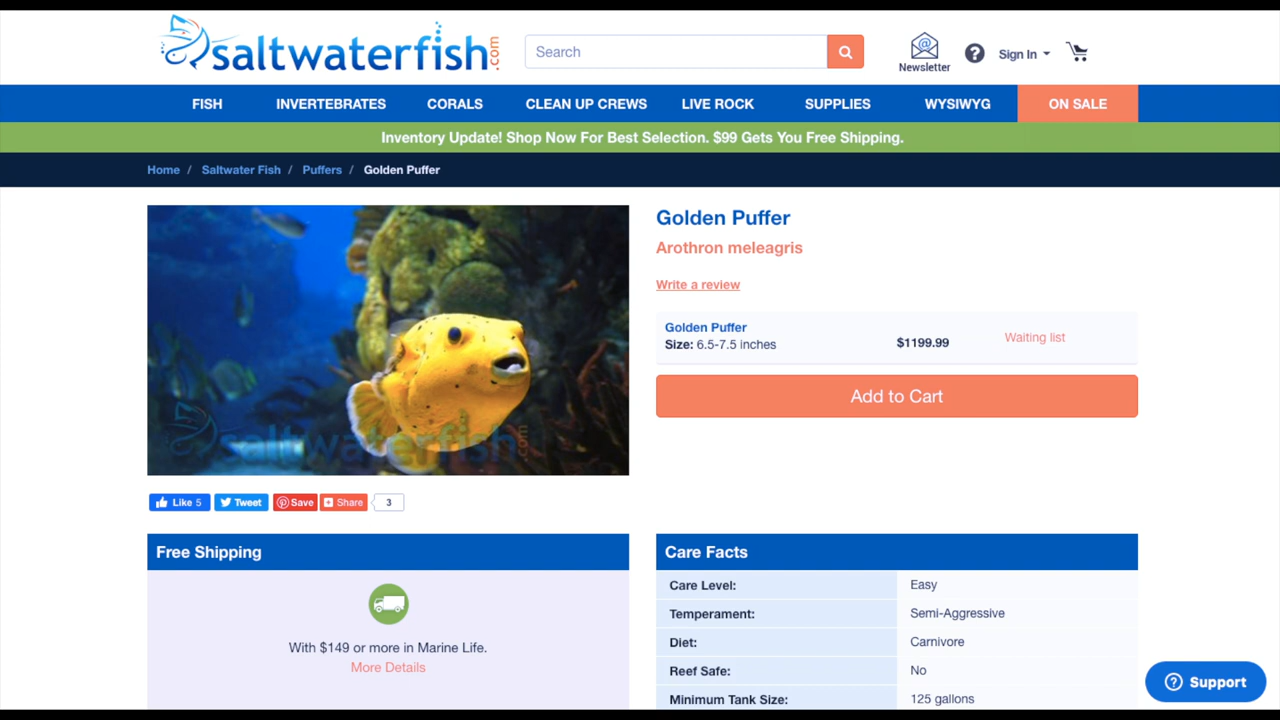 saltwaterfish.com
Search
Newsletter
?
Sign In
FISH
INVERTEBRATES
CORALS
CLEAN UP CREWS
LIVE ROCK
SUPPLIES
WYSIWYG
ON SALE
Inventory Update! Shop Now For Best Selection. $99 Gets You Free Shipping.
Home / Saltwater Fish / Puffers / Golden Puffer
saltwaterfish.com
Golden Puffer
Arothron meleagris
Write a review
Golden Puffer
Size: 6.5-7.5 inches
$1199.99
Waiting list
Add to Cart
Like 5
Tweet
Save
Share
3
Free Shipping
With $149 or more in Marine Life.
More Details
Care Facts
Care Level: Easy
Temperament: Semi-Aggressive
Diet: Carnivore
Reef Safe: No
Minimum Tank Size: 125 gallons
? Support